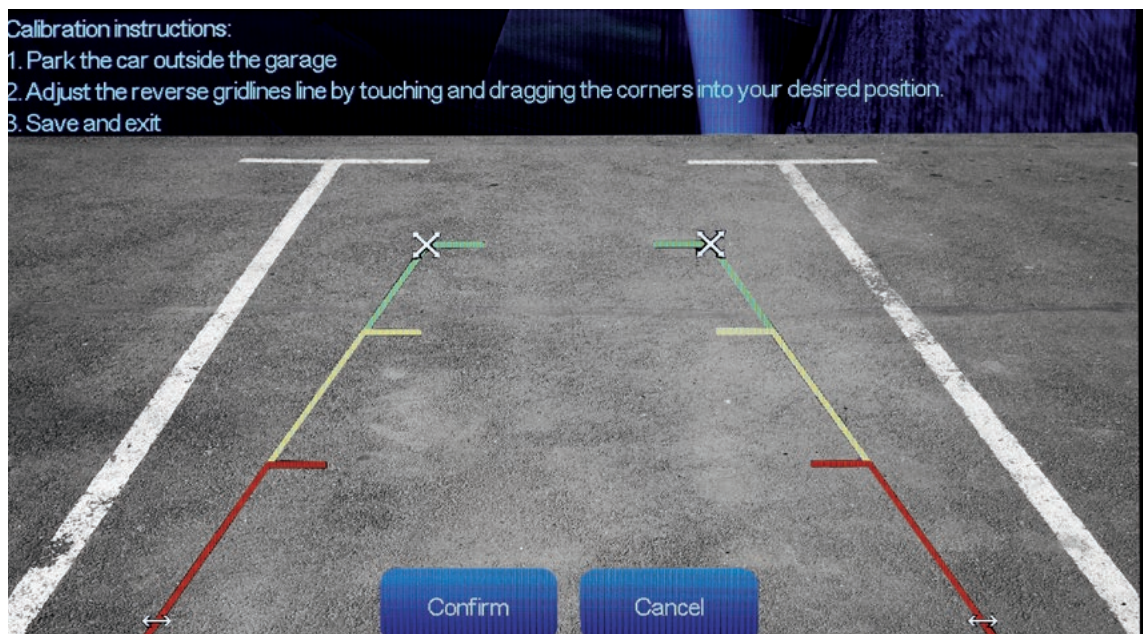 Calibration instructions:
1. Park the car outside the garage
2. Adjust the reverse gridlines line by touching and dragging the corners into your desired position.
3. Save and exit
Confirm
Cancel